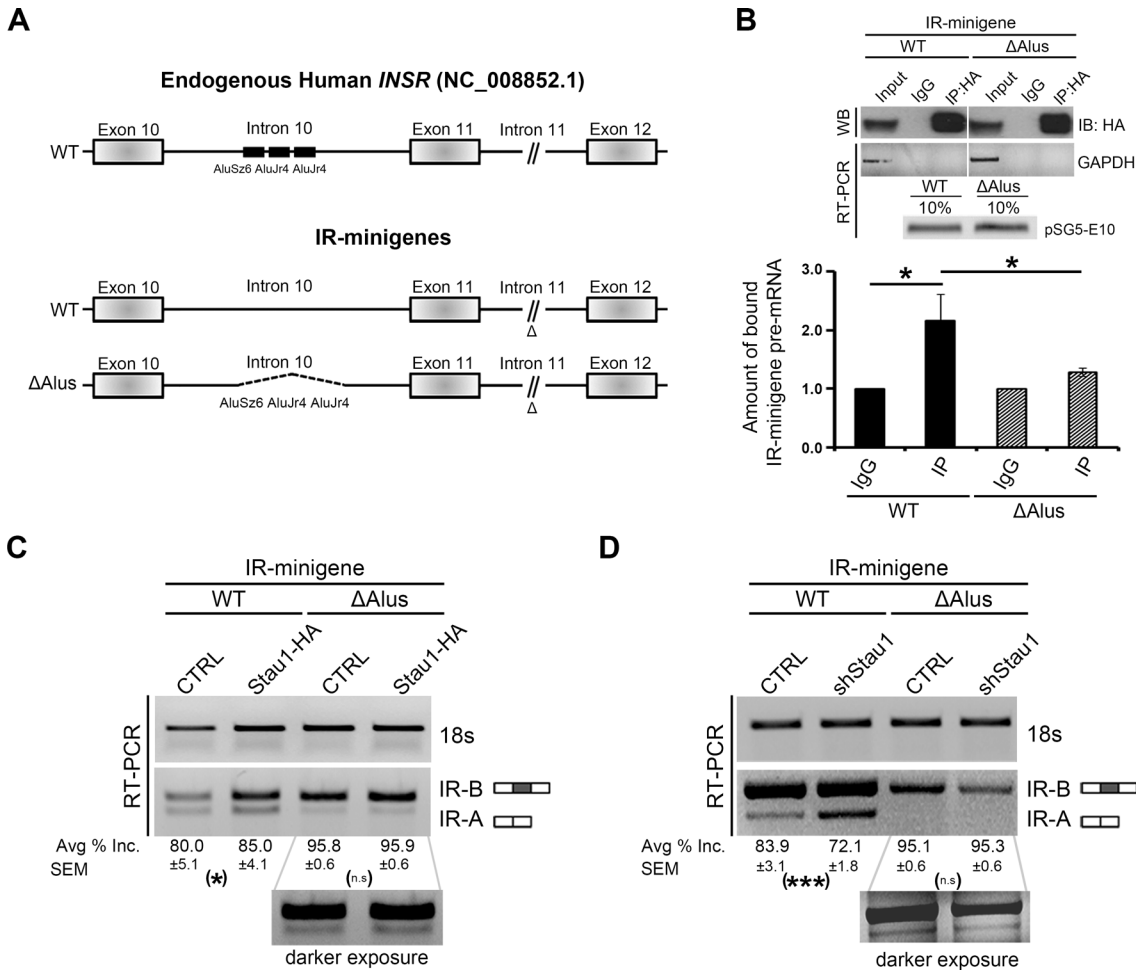 A
Endogenous Human INSR (NC_008852.1)
Exon 10 Intron 10 Exon 11 Intron 11 Exon 12
WT //
AluSz6 AluJr4 AluJr4
IR-minigenes
Exon 10 Intron 10 Exon 11 Intron 11 Exon 12
WT //
Δ
Exon 10 Intron 10 Exon 11 Intron 11 Exon 12
ΔAlus //
AluSz6 AluJr4 AluJr4 Δ
B
IR-minigene
WT ΔAlus
Input IgG IP:HA Input IgG IP:HA
WB IB: HA
RT-PCR GAPDH
WT ΔAlus
10% 10%
pSG5-E10
Amount of bound
IR-minigene pre-mRNA
3.0
2.0
1.0
0.0
* *
IgG IP IgG IP
WT ΔAlus
C
IR-minigene
WT ΔAlus
CTRL Stau1-HA CTRL Stau1-HA
RT-PCR
18s
IR-B
IR-A
Avg % Inc. 80.0 85.0 95.8 95.9
SEM ±5.1 ±4.1 ±0.6 ±0.6
(*) (n.s)
darker exposure
D
IR-minigene
WT ΔAlus
CTRL shStau1 CTRL shStau1
RT-PCR
18s
IR-B
IR-A
Avg % Inc. 83.9 72.1 95.1 95.3
SEM ±3.1 ±1.8 ±0.6 ±0.6
(***) (n.s)
darker exposure